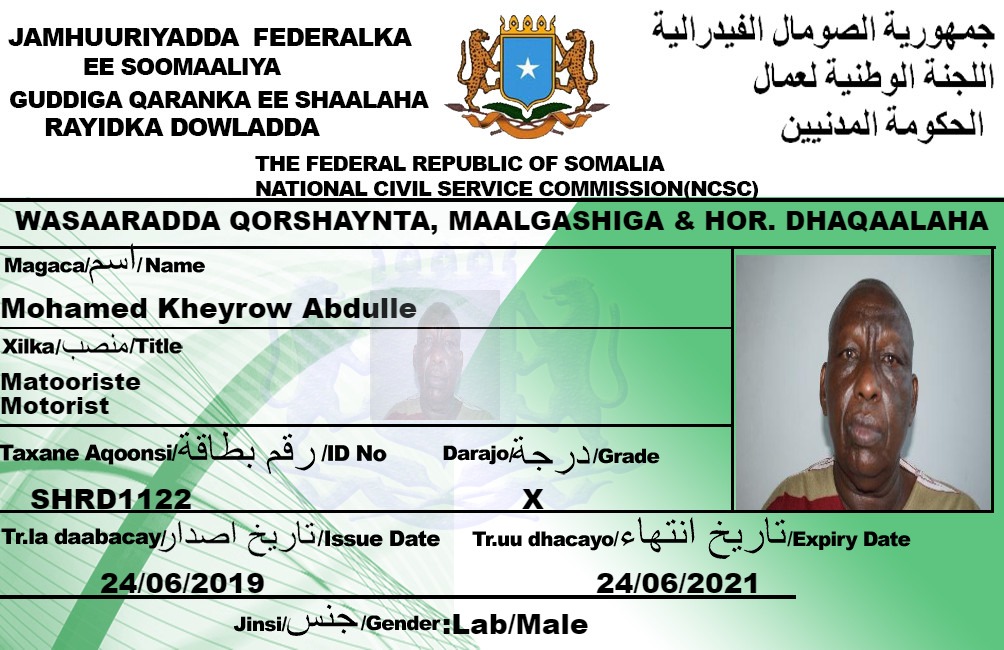 JAMHUURIYADDA FEDERALKA
EE SOOMAALIYA
GUDDIGA QARANKA EE SHAALAHA
RAYIDKA DOWLADDA
جمهورية الصومال الفيدرالية
اللجنة الوطنية لعمال
الحكومة المدنيين
THE FEDERAL REPUBLIC OF SOMALIA
NATIONAL CIVIL SERVICE COMMISSION(NCSC)
WASAARADDA QORSHAYNTA, MAALGASHIGA & HOR. DHAQAALAHA
Magaca/اسم/Name
Mohamed Kheyrow Abdulle
Xilka/منصب/Title
Matooriste
Motorist
Taxane Aqoonsi/رقم بطاقة/ID No
Darajo/درجة/Grade
SHRD1122
X
Tr.la daabacay/تاريخ اصدار/Issue Date
Tr.uu dhacayo/تاريخ انتهاء/Expiry Date
24/06/2019
24/06/2021
Jinsi/جنس/Gender:Lab/Male